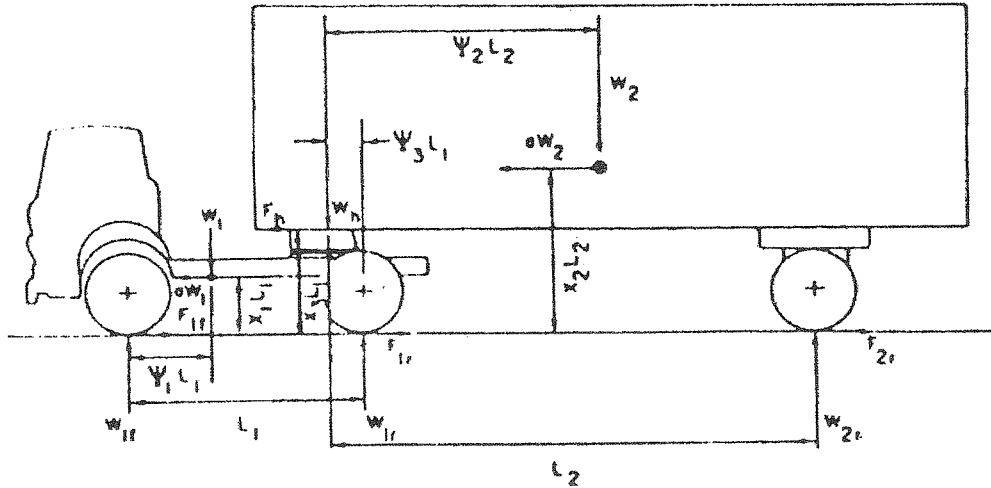 Ψ₂L₂
W₂
aW₂
Ψ₃L₁
Fₕ
Wₕ
W₁
aW₁
F₁f
X₁L₁
X₃L₁
X₂L₂
F₁r
F₂r
Ψ₁L₁
W₁f
L₁
W₁r
W₂r
L₂